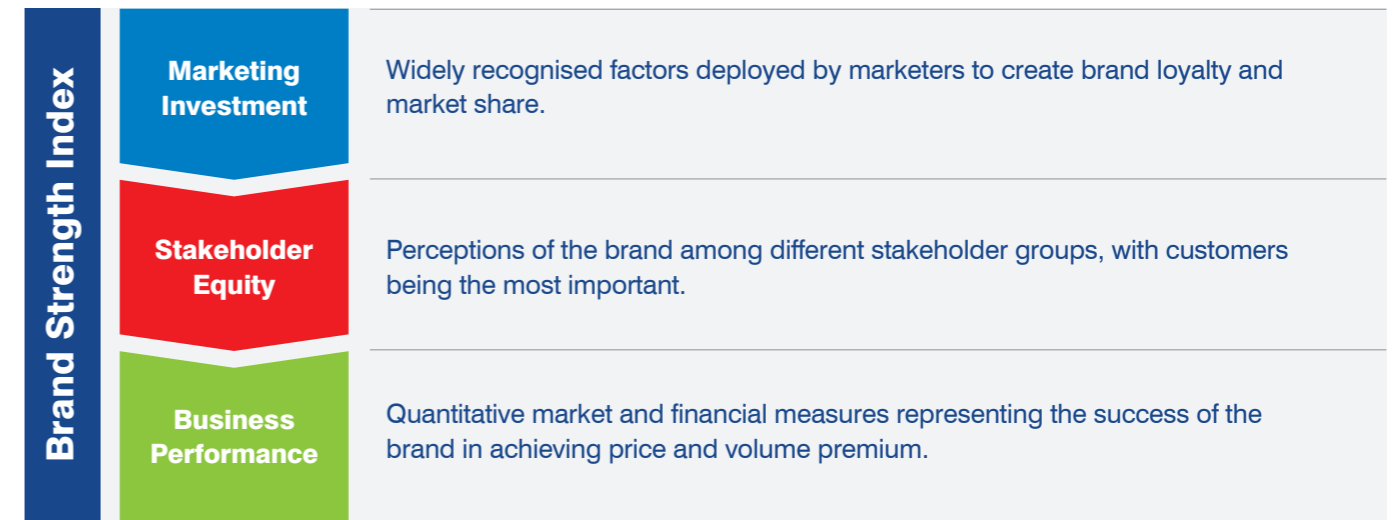 Brand Strength Index
Marketing
Investment
Widely recognised factors deployed by marketers to create brand loyalty and
market share.
Stakeholder
Equity
Perceptions of the brand among different stakeholder groups, with customers
being the most important.
Business
Performance
Quantitative market and financial measures representing the success of the
brand in achieving price and volume premium.